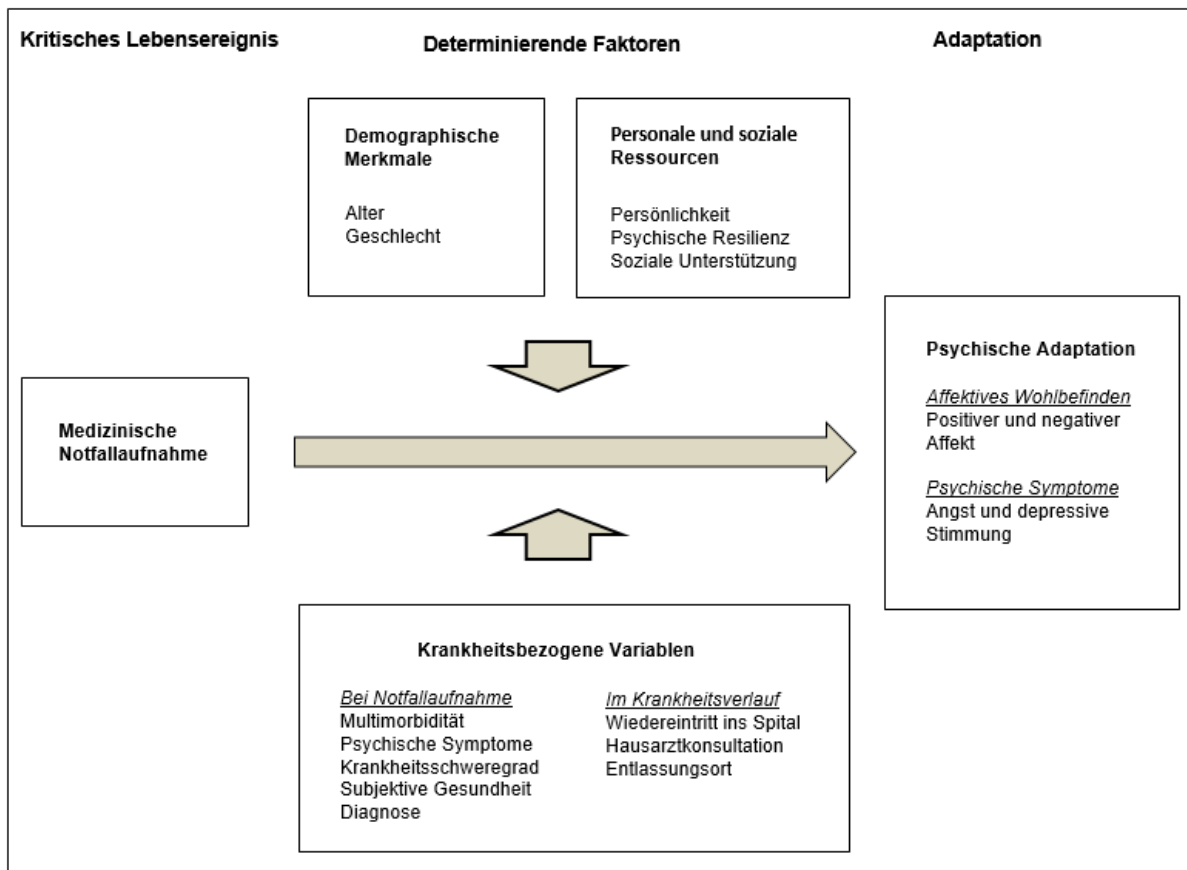 Kritisches Lebensereignis
Determinierende Faktoren
Adaptation
Demographische
Merkmale
Alter
Geschlecht
Personale und soziale
Ressourcen
Persönlichkeit
Psychische Resilienz
Soziale Unterstützung
Medizinische
Notfallaufnahme
Psychische Adaptation
Affektives Wohlbefinden
Positiver und negativer
Affekt
Psychische Symptome
Angst und depressive
Stimmung
Krankheitsbezogene Variablen
Bei Notfallaufnahme
Multimorbidität
Psychische Symptome
Krankheitsschweregrad
Subjektive Gesundheit
Diagnose
Im Krankheitsverlauf
Wiedereintritt ins Spital
Hausarztkonsultation
Entlassungsort